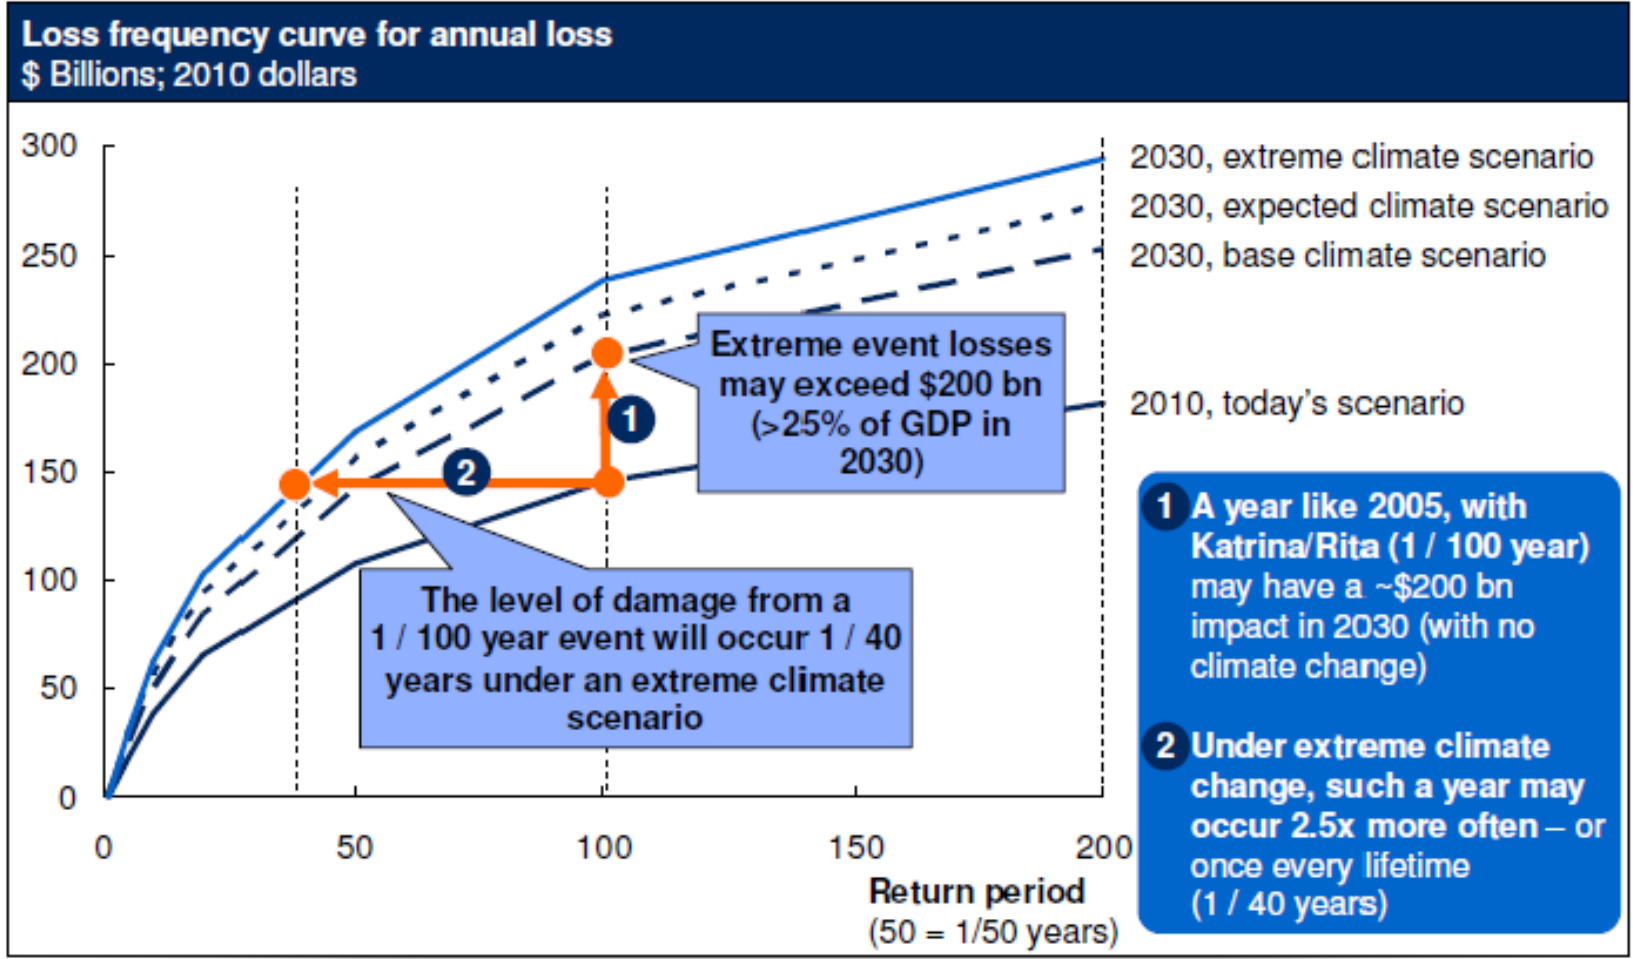 Loss frequency curve for annual loss
$ Billions; 2010 dollars
300
250
200
150
100
50
0
0
50
100
150
200
Return period
(50 = 1/50 years)
2030, extreme climate scenario
2030, expected climate scenario
2030, base climate scenario
2010, today's scenario
Extreme event losses
may exceed $200 bn
(>25% of GDP in
2030)
1
2
The level of damage from a
1 / 100 year event will occur 1 / 40
years under an extreme climate
scenario
1 A year like 2005, with
Katrina/Rita (1 / 100 year)
may have a ~$200 bn
impact in 2030 (with no
climate change)
2 Under extreme climate
change, such a year may
occur 2.5x more often – or
once every lifetime
(1 / 40 years)